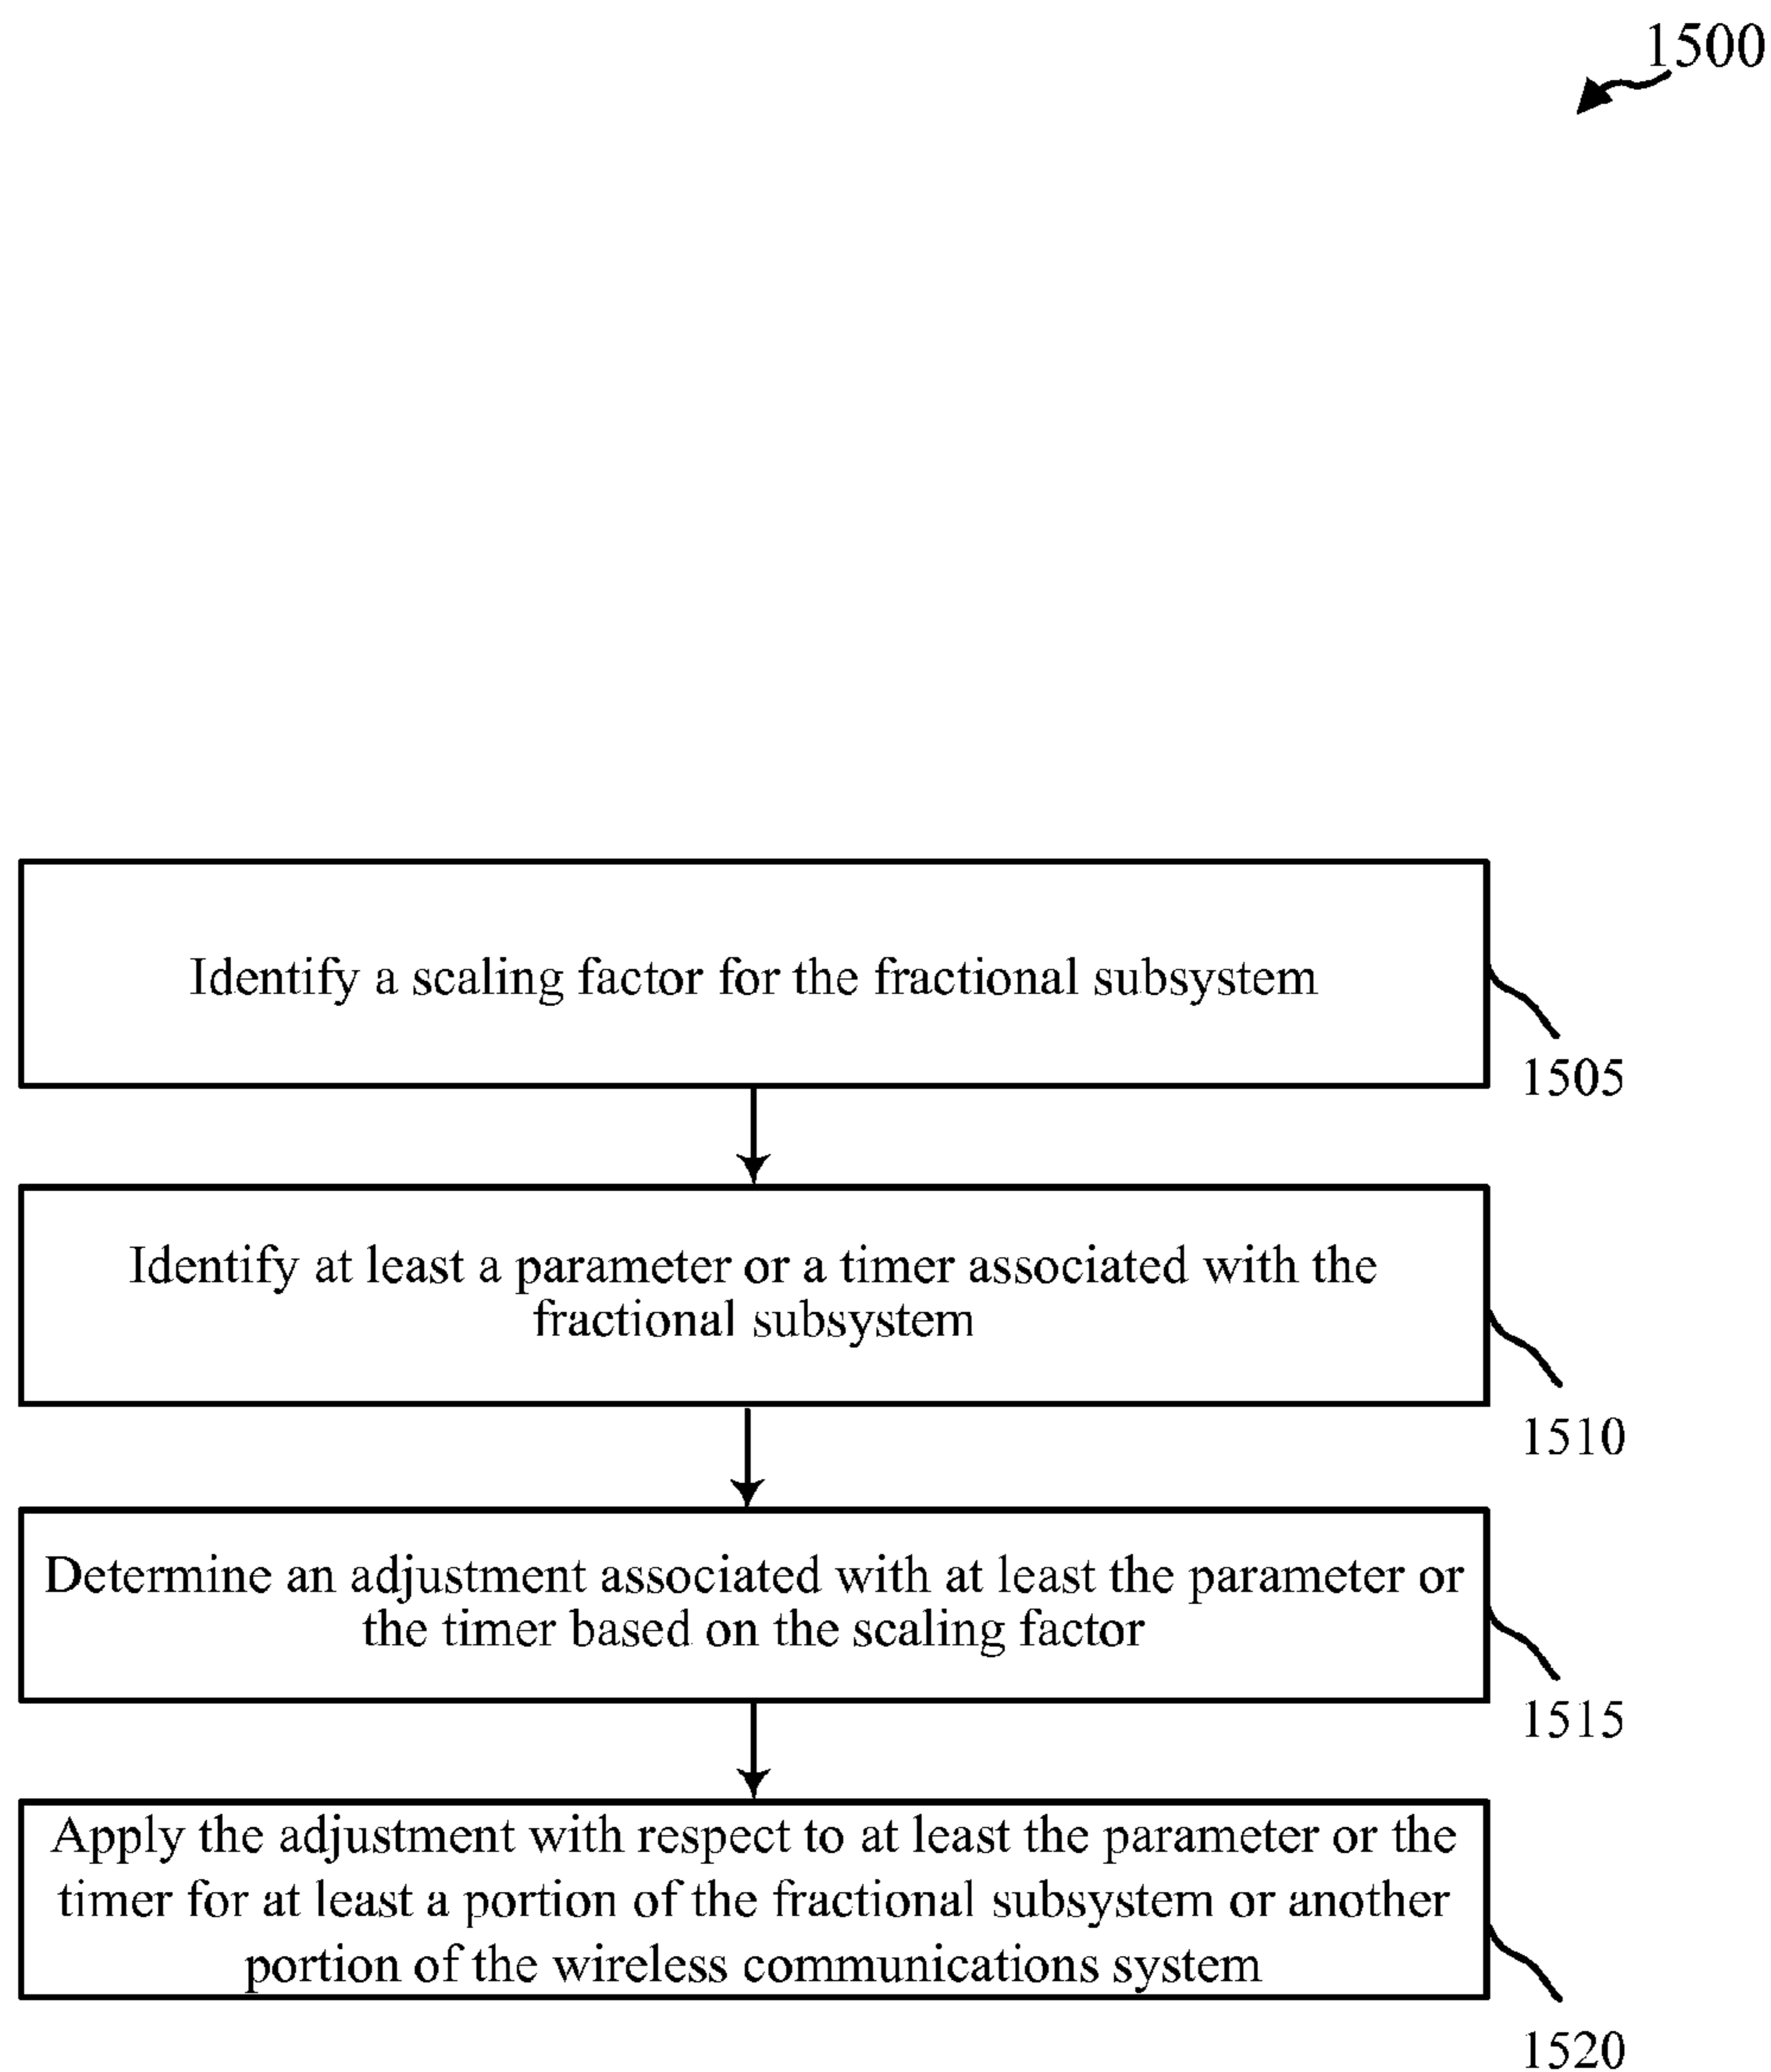 1500
Identify a scaling factor for the fractional subsystem
1505
Identify at least a parameter or a timer associated with the
fractional subsystem
1510
Determine an adjustment associated with at least the parameter or
the timer based on the scaling factor
1515
Apply the adjustment with respect to at least the parameter or the
timer for at least a portion of the fractional subsystem or another
portion of the wireless communications system
1520